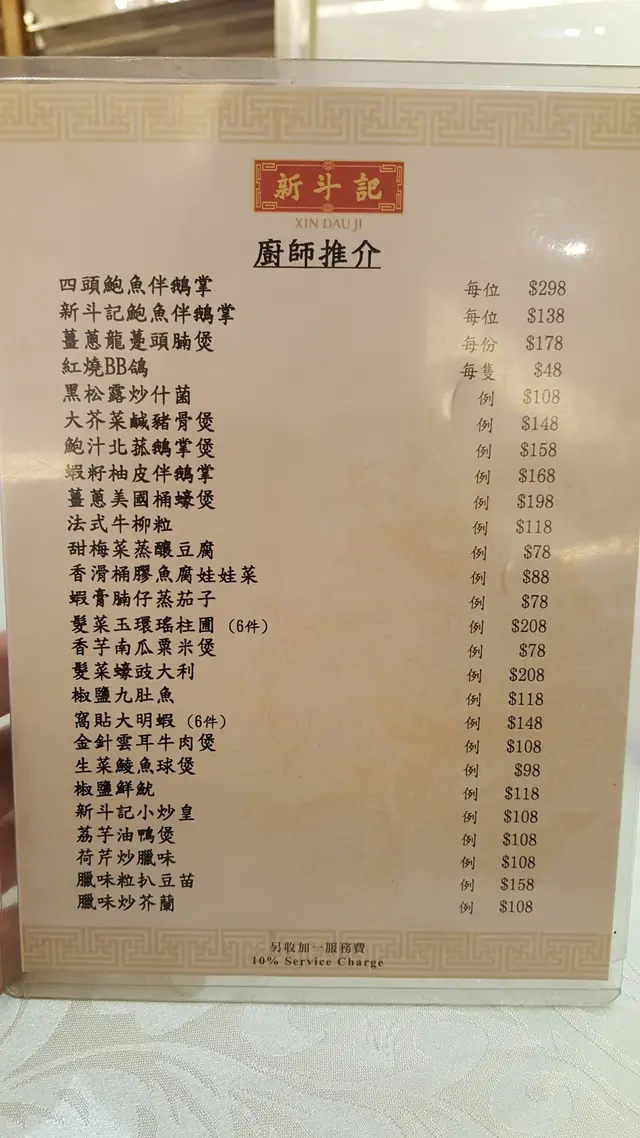 新斗記
XIN DAU JI
廚師推介
四頭鮑魚伴鵝掌 每位 $298
新斗記鮑魚伴鵝掌 每位 $138
薑蔥龍躉頭腩煲 每份 $178
紅燒BB鴿 每隻 $48
黑松露炒什菌 例 $108
大芥菜鹹豬骨煲 例 $148
鮑汁北菰鵝掌煲 例 $158
蝦籽柚皮伴鵝掌 例 $168
薑蔥美國桶蠔煲 例 $198
法式牛柳粒 例 $118
甜梅菜蒸釀豆腐 例 $78
香滑桶膠魚腐娃娃菜 例 $88
蝦膏腩仔蒸茄子 例 $78
髮菜玉環瑤柱圃 (6件) 例 $208
香芋南瓜粟米煲 例 $78
髮菜蠔豉大利 例 $208
椒鹽九肚魚 例 $118
窩貼大明蝦 (6件) 例 $148
金針雲耳牛肉煲 例 $108
生菜鯪魚球煲 例 $98
椒鹽鮮魷 例 $118
新斗記小炒皇 例 $108
荔芋油鴨煲 例 $108
荷芹炒臘味 例 $108
臘味粒扒豆苗 例 $158
臘味炒芥蘭 例 $108
另收加一服務費
10% Service Charge